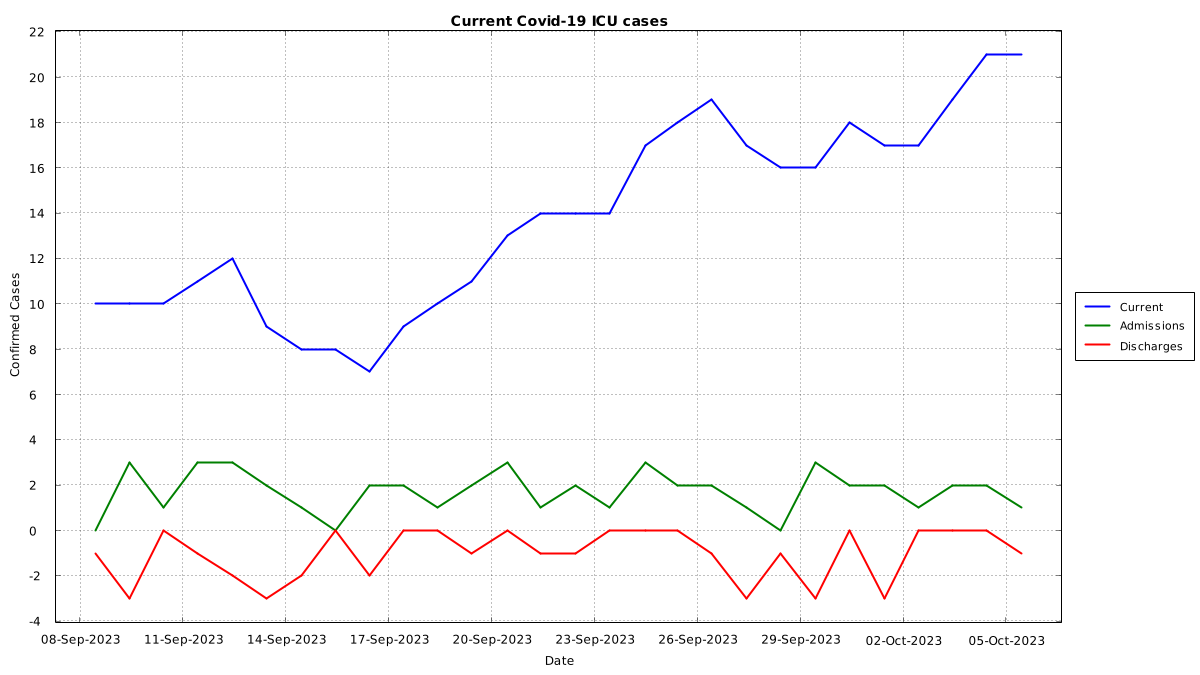 Current Covid-19 ICU cases
22
20
18
16
14
12
10
8
6
4
2
0
-2
-4
Confirmed Cases
08-Sep-2023 11-Sep-2023 14-Sep-2023 17-Sep-2023 20-Sep-2023 23-Sep-2023 26-Sep-2023 29-Sep-2023 02-Oct-2023 05-Oct-2023
Date
Current
Admissions
Discharges